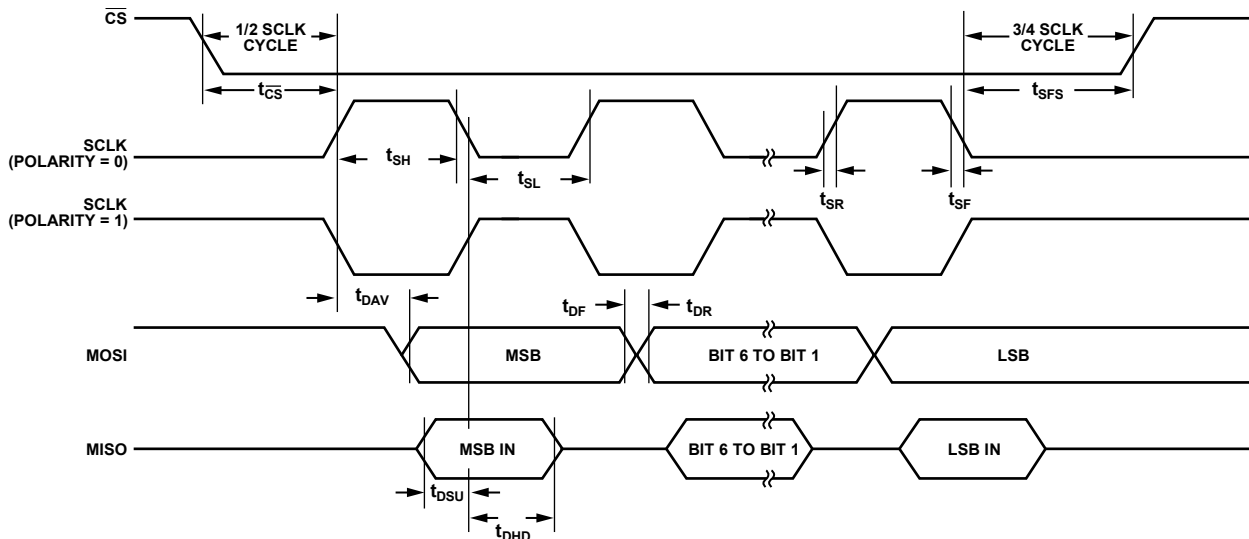 CS
1/2 SCLK
CYCLE
3/4 SCLK
CYCLE
tCS
tSFS
SCLK
(POLARITY = 0)
tSH
tSL
tSR
tSF
SCLK
(POLARITY = 1)
tDAV
tDF
tDR
MOSI
MSB
BIT 6 TO BIT 1
LSB
MISO
MSB IN
BIT 6 TO BIT 1
LSB IN
tDSU
tDHD